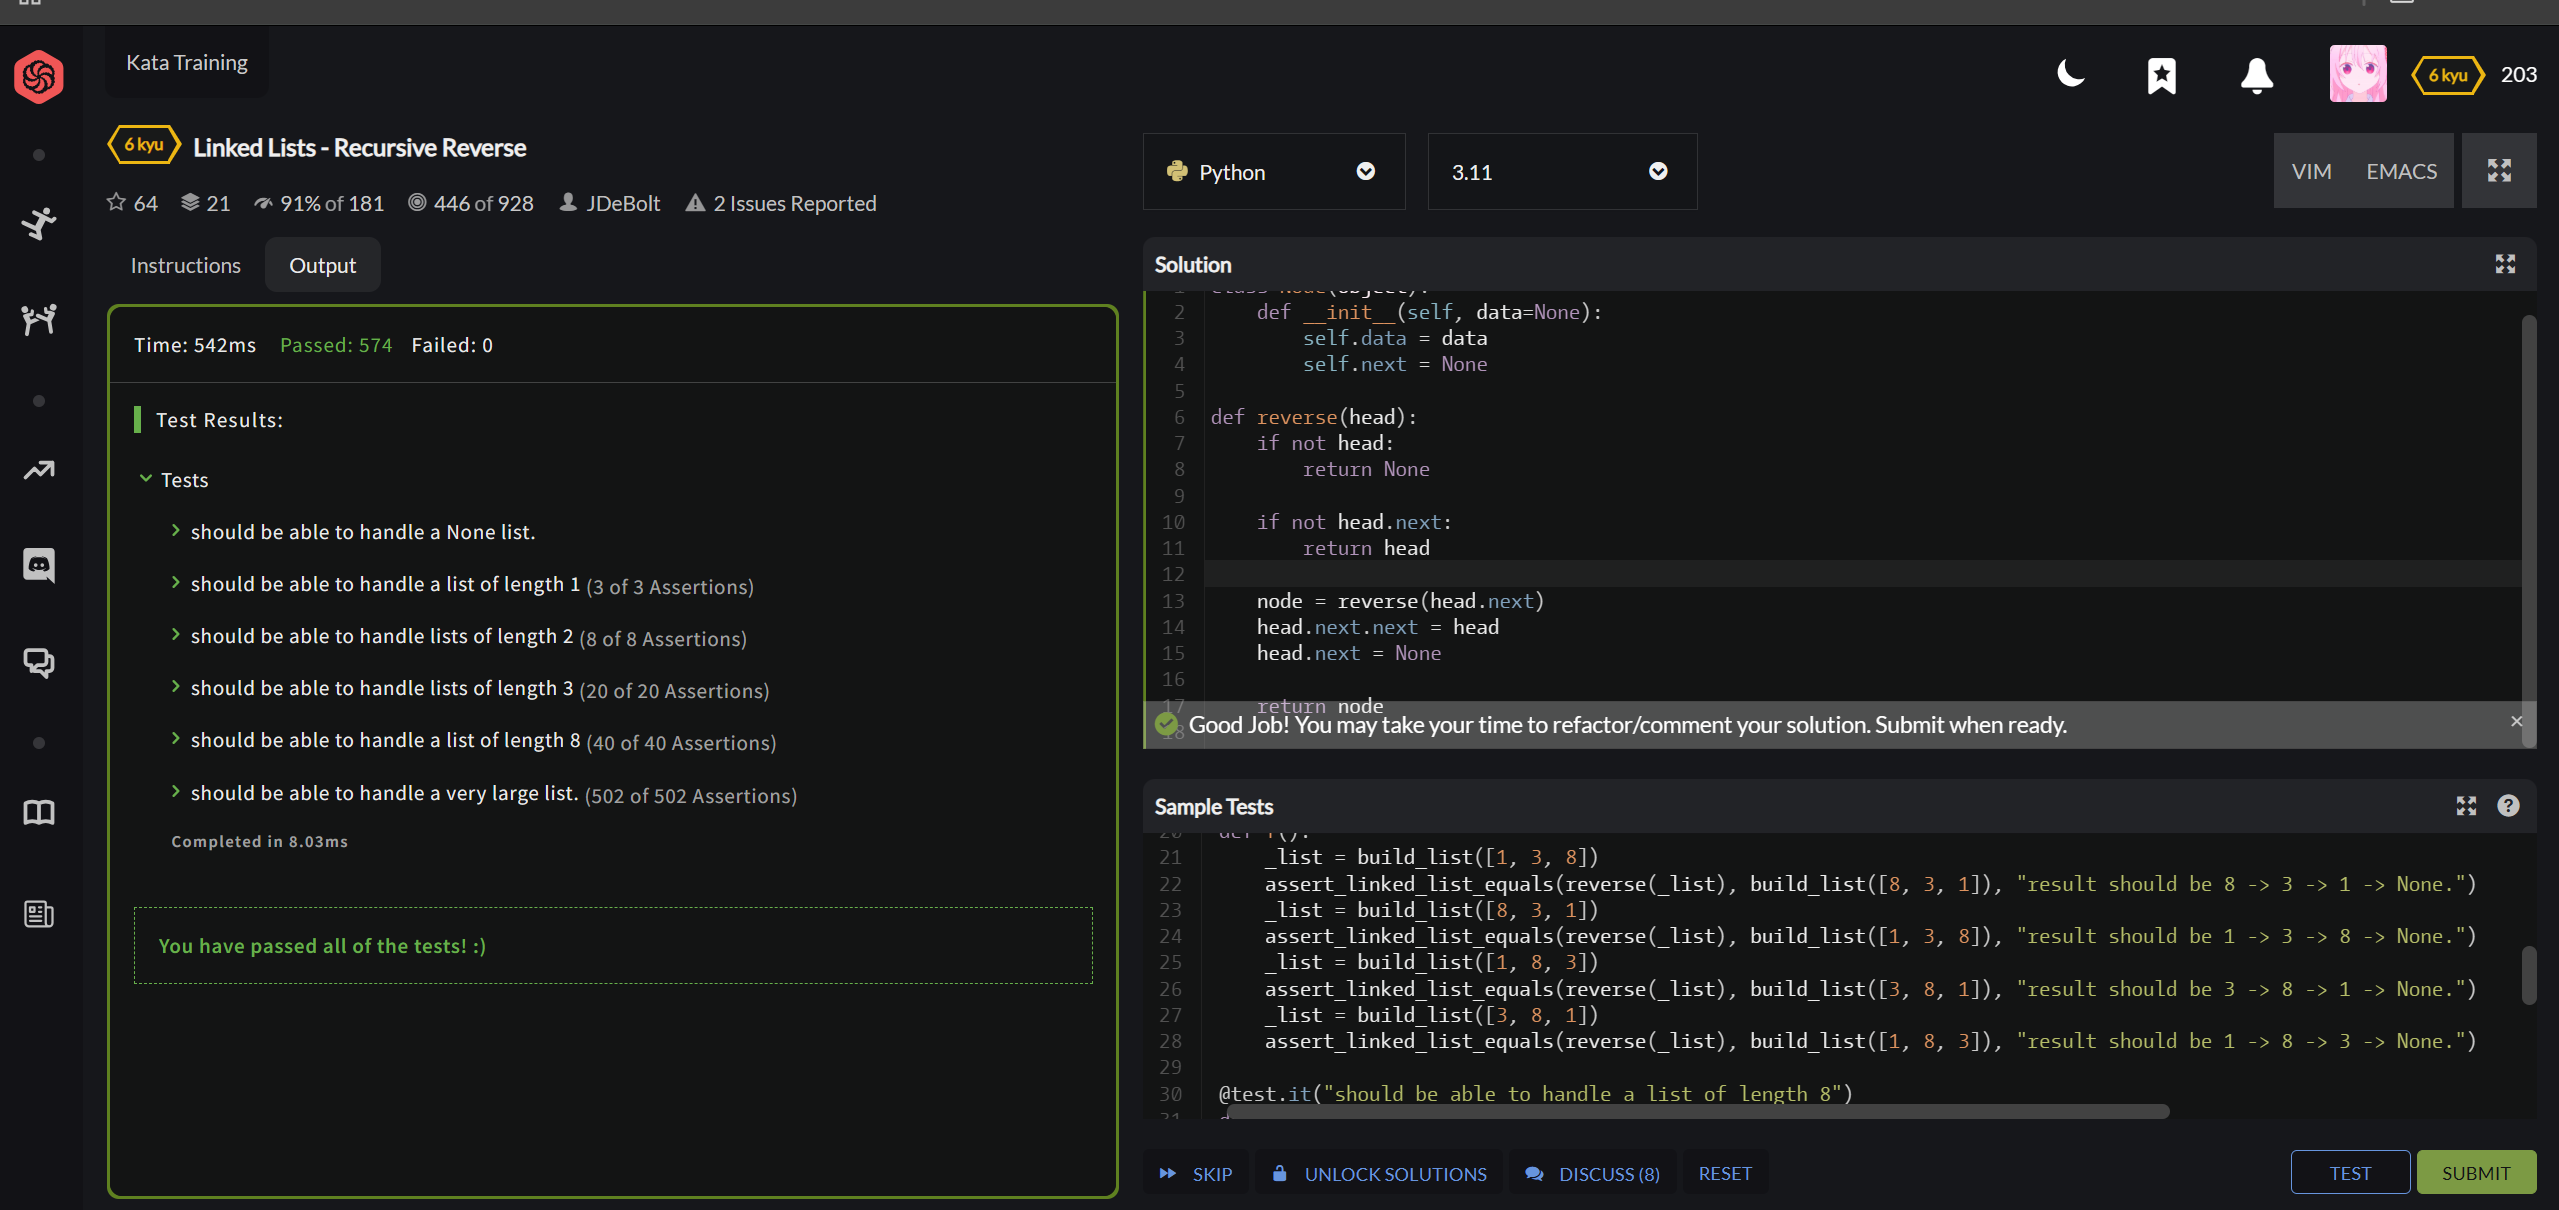 Kata Training
6 kyu
203
6 kyu Linked Lists - Recursive Reverse
64 21 91% of 181 446 of 928 JDeBolt 2 Issues Reported
Instructions
Output
Time: 542ms Passed: 574 Failed: 0
Test Results:
Tests
should be able to handle a None list.
should be able to handle a list of length 1 (3 of 3 Assertions)
should be able to handle lists of length 2 (8 of 8 Assertions)
should be able to handle lists of length 3 (20 of 20 Assertions)
should be able to handle a list of length 8 (40 of 40 Assertions)
should be able to handle a very large list. (502 of 502 Assertions)
Completed in 8.03ms
You have passed all of the tests! :)
Python
3.11
VIM
EMACS
Solution
1 class Node(object):
2 def __init__(self, data=None):
3 self.data = data
4 self.next = None
5
6 def reverse(head):
7 if not head:
8 return None
9
10 if not head.next:
11 return head
12
13 node = reverse(head.next)
14 head.next.next = head
15 head.next = None
16
17 return node
18
Good Job! You may take your time to refactor/comment your solution. Submit when ready.
Sample Tests
20 def f():
21 _list = build_list([1, 3, 8])
22 assert_linked_list_equals(reverse(_list), build_list([8, 3, 1]), "result should be 8 -> 3 -> 1 -> None.")
23 _list = build_list([8, 3, 1])
24 assert_linked_list_equals(reverse(_list), build_list([1, 3, 8]), "result should be 1 -> 3 -> 8 -> None.")
25 _list = build_list([1, 8, 3])
26 assert_linked_list_equals(reverse(_list), build_list([3, 8, 1]), "result should be 3 -> 8 -> 1 -> None.")
27 _list = build_list([3, 8, 1])
28 assert_linked_list_equals(reverse(_list), build_list([1, 8, 3]), "result should be 1 -> 8 -> 3 -> None.")
29
30 @test.it("should be able to handle a list of length 8")
31
SKIP
UNLOCK SOLUTIONS
DISCUSS (8)
RESET
TEST
SUBMIT